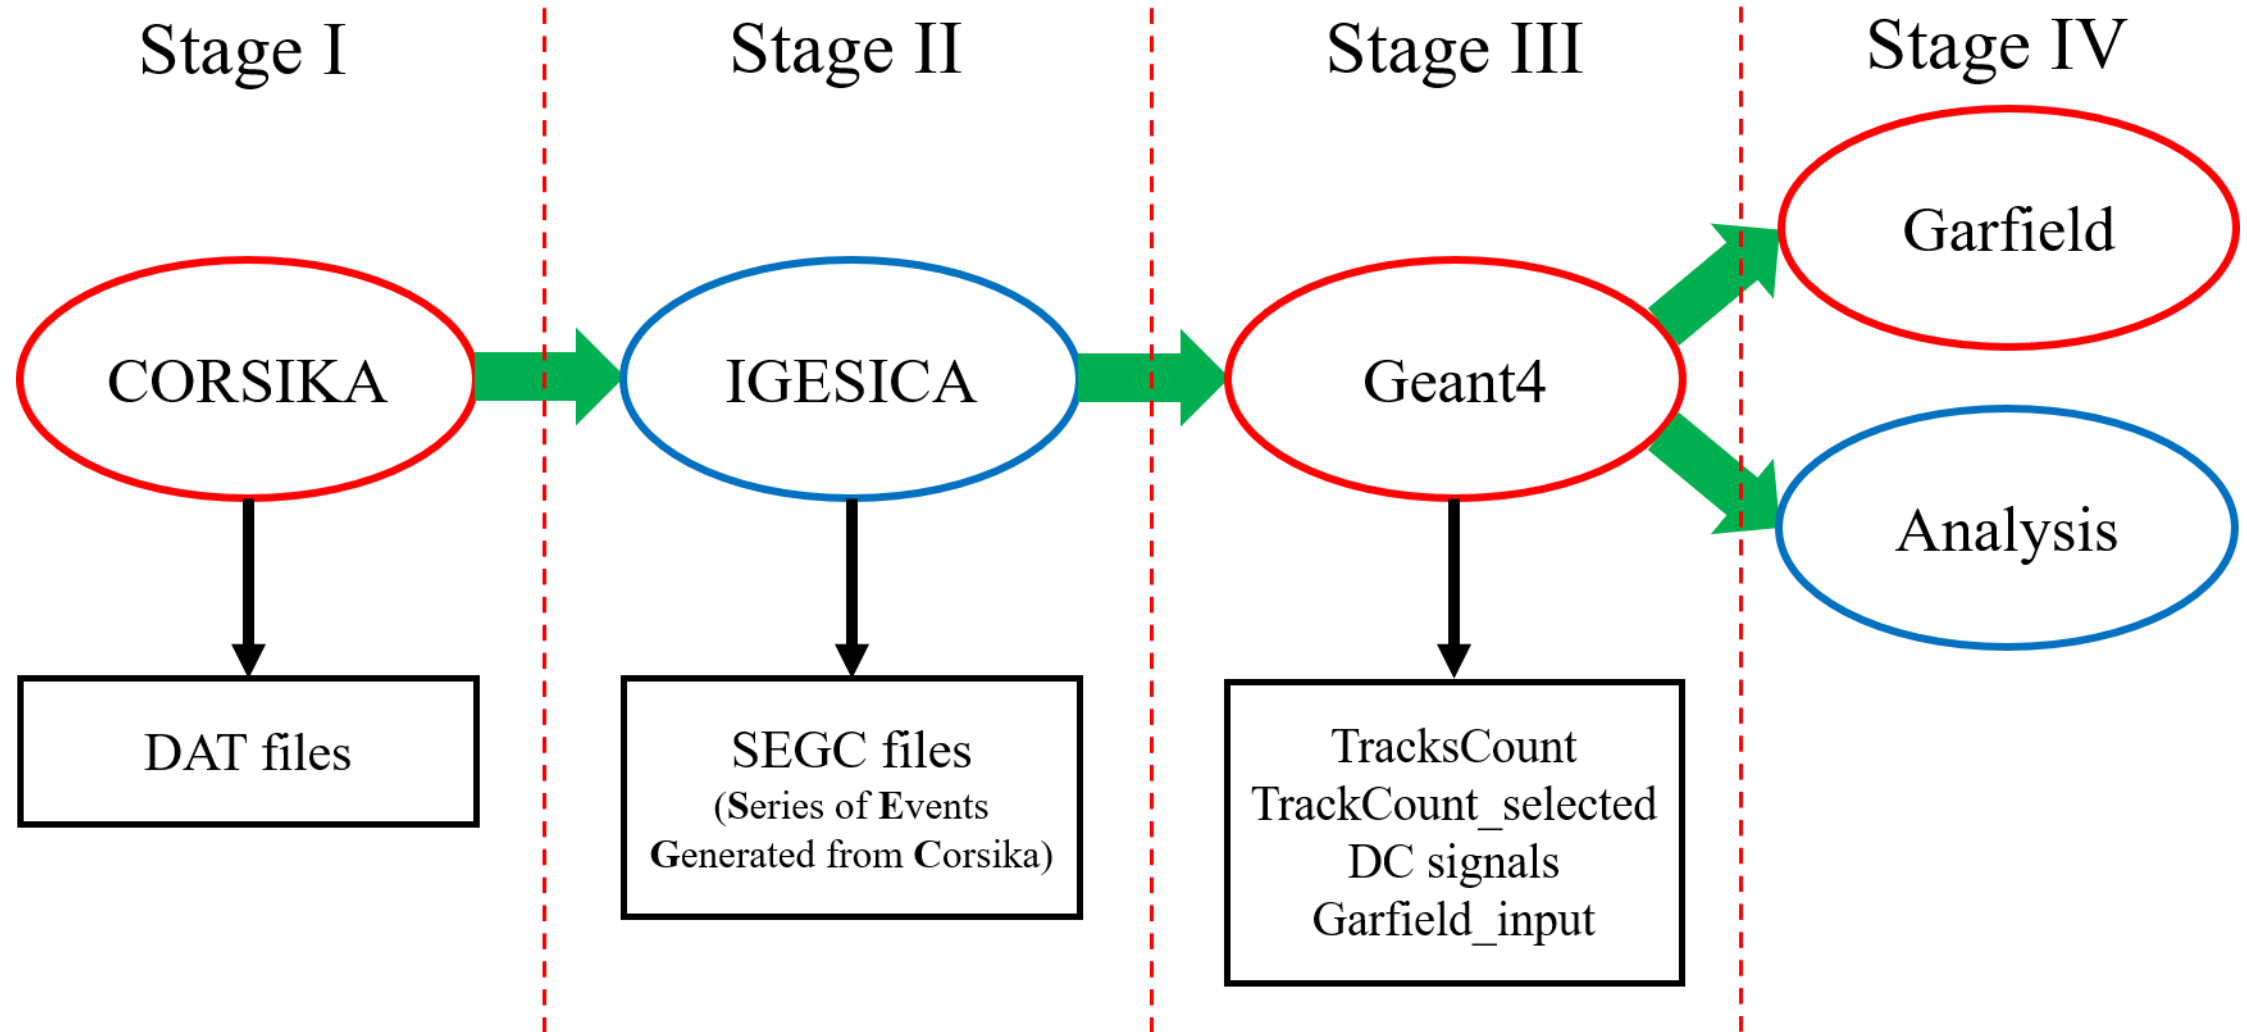 Stage I
Stage II
Stage III
Stage IV
CORSIKA
IGESICA
Geant4
Garfield
Analysis
DAT files
SEGC files
(Series of Events
Generated from Corsika)
TracksCount
TrackCount_selected
DC signals
Garfield_input